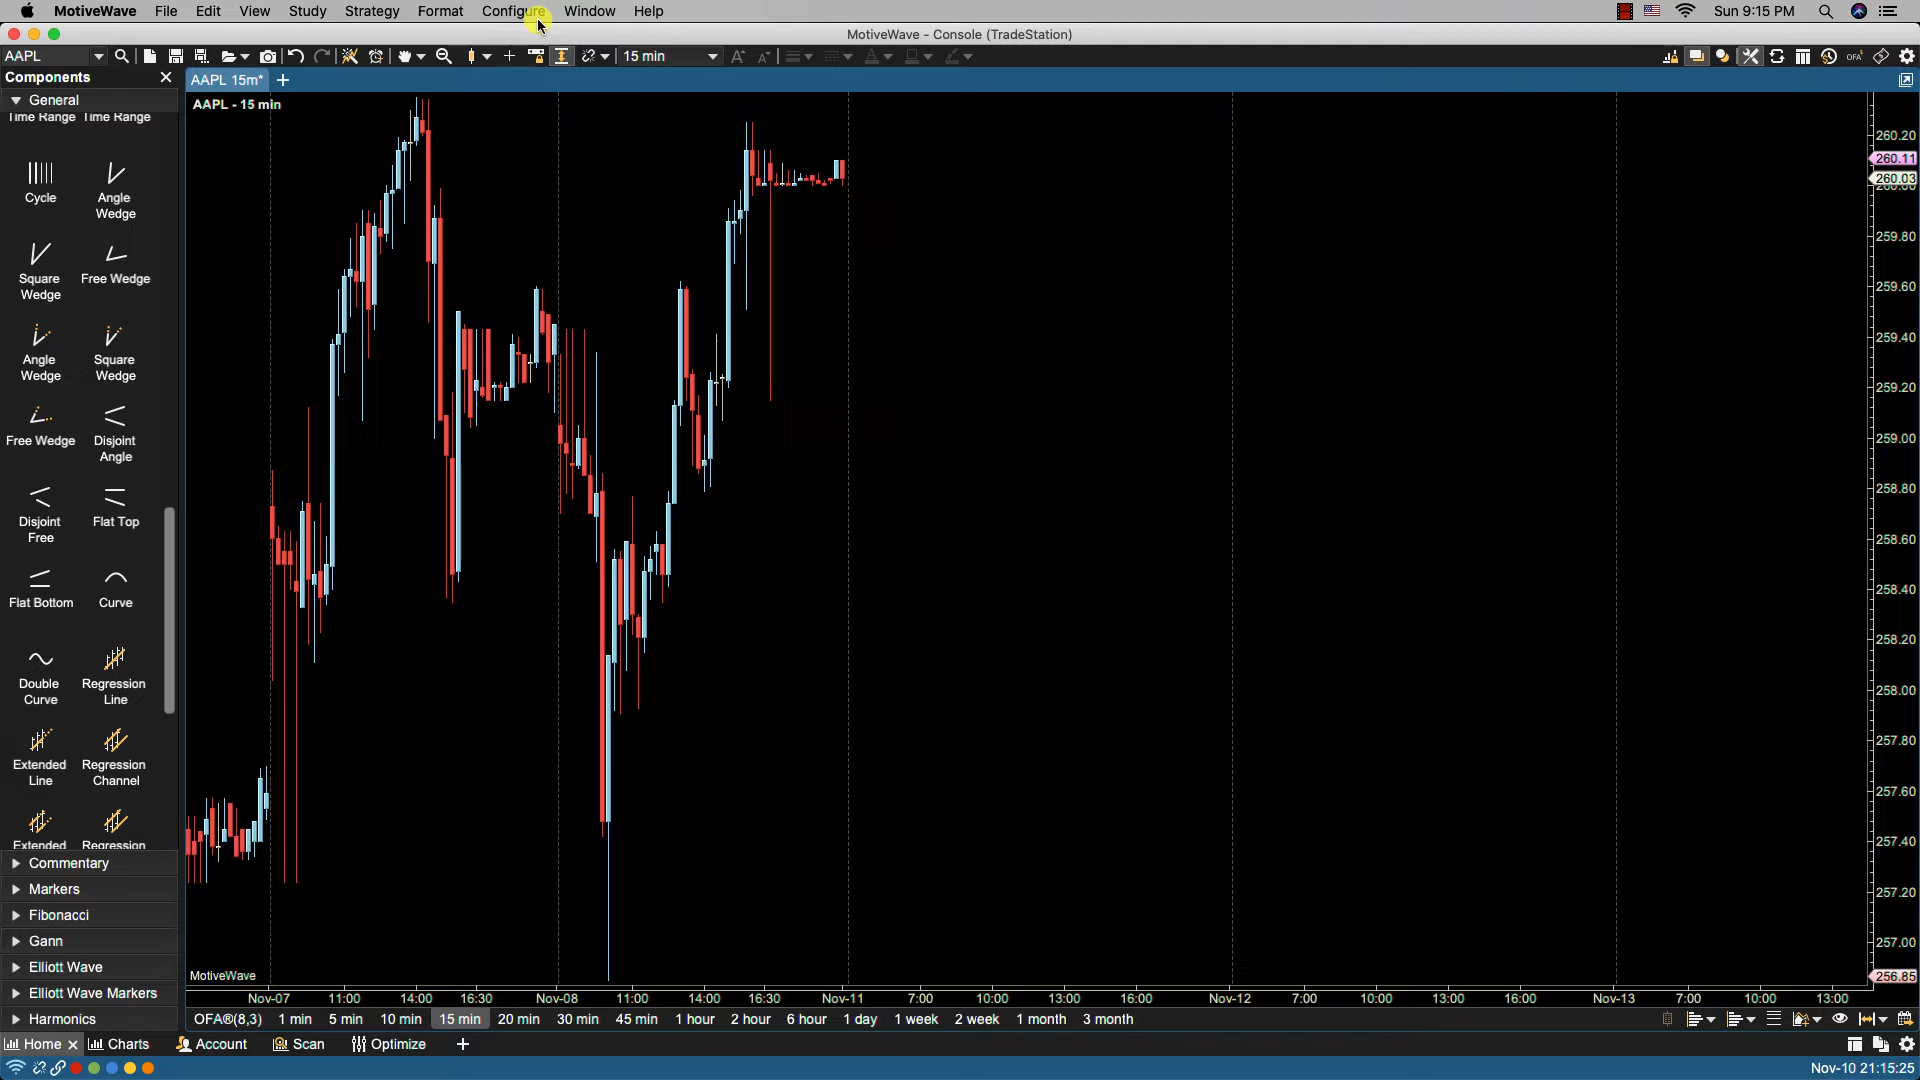 MotiveWave File Edit View Study Strategy Format Configure Window Help Sun 9:15 PM
MotiveWave - Console (TradeStation)
AAPL 15 min OFA
Components
AAPL 15m*
General
AAPL - 15 min
Time Range Time Range
Cycle
Angle Wedge
Square Wedge
Free Wedge
Angle Wedge
Square Wedge
Free Wedge
Disjoint Angle
Disjoint Free
Flat Top
Flat Bottom
Curve
Double Curve
Regression Line
Extended Line
Regression Channel
Extended Regression
Commentary
Markers
Fibonacci
Gann
Elliott Wave
Elliott Wave Markers
Harmonics
260.20
260.11
260.03
260.00
259.80
259.60
259.40
259.20
259.00
258.80
258.60
258.40
258.20
258.00
257.80
257.60
257.40
257.20
257.00
256.85
MotiveWave
Nov-07 11:00 14:00 16:30 Nov-08 11:00 14:00 16:30 Nov-11 7:00 10:00 13:00 16:00 Nov-12 7:00 10:00 13:00 16:00 Nov-13 7:00 10:00 13:00
OFA®(8,3) 1 min 5 min 10 min 15 min 20 min 30 min 45 min 1 hour 2 hour 6 hour 1 day 1 week 2 week 1 month 3 month
Home Charts Account Scan Optimize
Nov-10 21:15:25